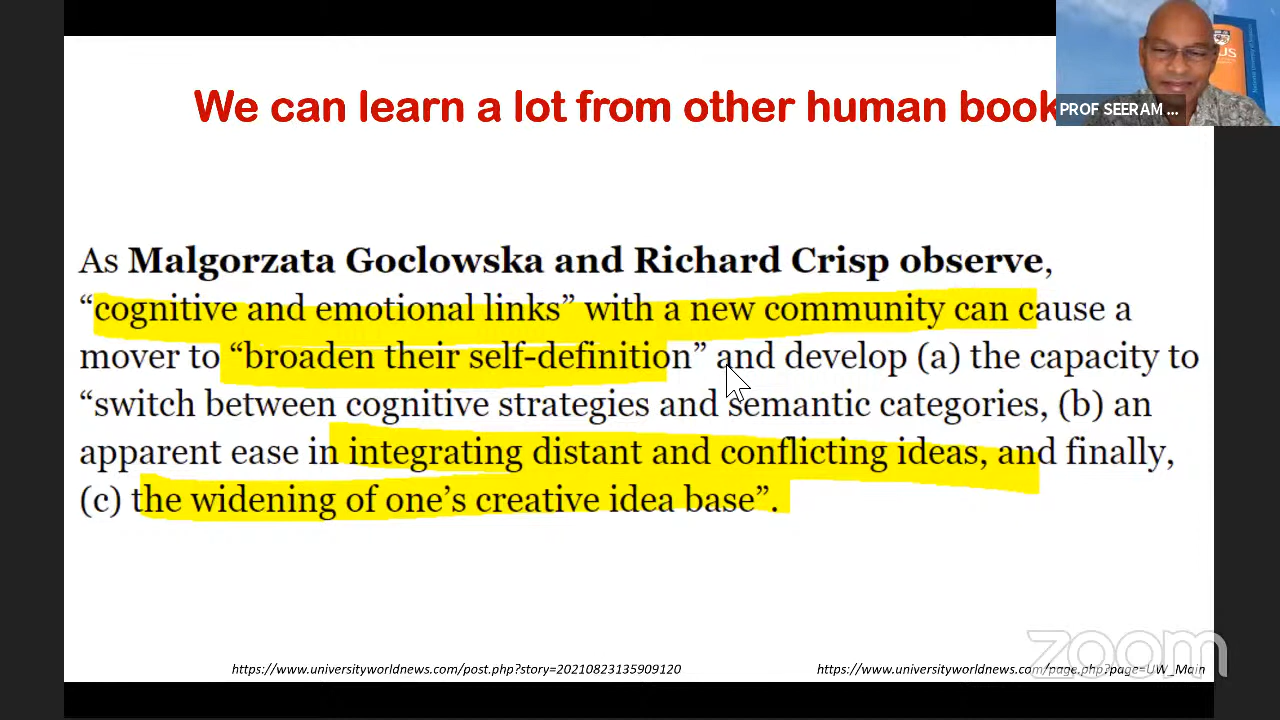 We can learn a lot from other human book
PROF SEERAM ...
As Malgorzata Goclowska and Richard Crisp observe,
“cognitive and emotional links” with a new community can cause a
mover to “broaden their self-definition” and develop (a) the capacity to
“switch between cognitive strategies and semantic categories, (b) an
apparent ease in integrating distant and conflicting ideas, and finally,
(c) the widening of one’s creative idea base”.
https://www.universityworldnews.com/post.php?story=20210823135909120
https://www.universityworldnews.com/page.php?page=UW_Main
zoom